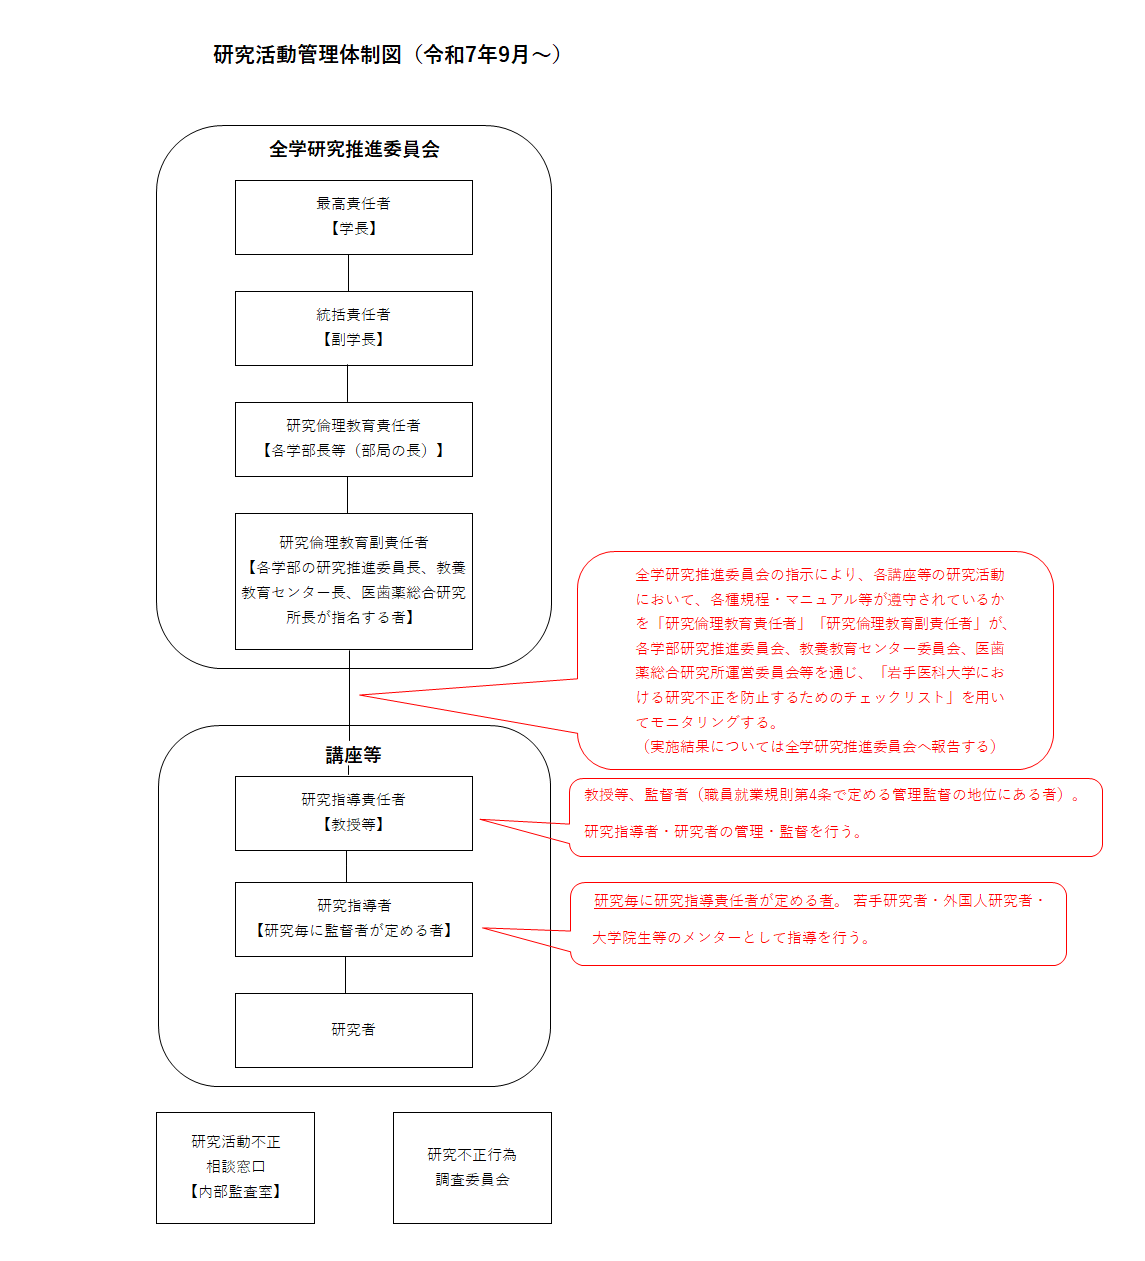 研究活動管理体制図（令和7年9月～）
全学研究推進委員会
最高責任者
【学長】
統括責任者
【副学長】
研究倫理教育責任者
【各学部長等（部局の長）】
研究倫理教育副責任者
【各学部の研究推進委員長、教養
教育センター長、医歯薬総合研究
所長が指名する者】
全学研究推進委員会の指示により、各講座等の研究活動
において、各種規程・マニュアル等が遵守されているか
を「研究倫理教育責任者」「研究倫理教育副責任者」が、
各学部研究推進委員会、教養教育センター委員会、医歯
薬総合研究所運営委員会等を通じ、「岩手医科大学にお
ける研究不正を防止するためのチェックリスト」を用い
てモニタリングする。
（実施結果については全学研究推進委員会へ報告する）
講座等
研究指導責任者
【教授等】
教授等、監督者（職員就業規則第4条で定める管理監督の地位にある者）。
研究指導者・研究者の管理・監督を行う。
研究指導者
【研究毎に監督者が定める者】
研究毎に研究指導責任者が定める者。 若手研究者・外国人研究者・
大学院生等のメンターとして指導を行う。
研究者
研究活動不正
相談窓口
【内部監査室】
研究不正行為
調査委員会